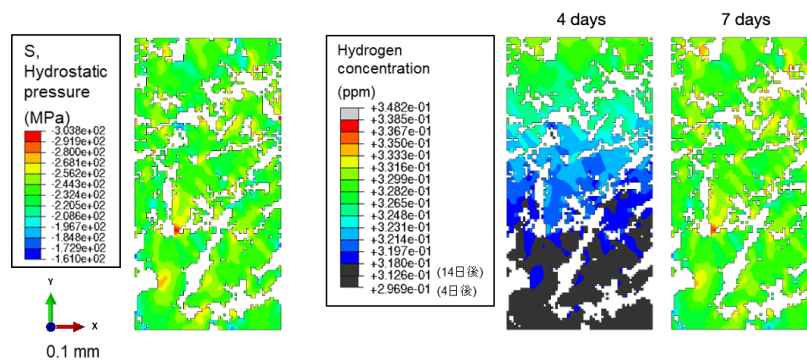 S,
Hydrostatic
pressure
(MPa)
-3.038e+02
-2.919e+02
-2.800e+02
-2.681e+02
-2.562e+02
-2.443e+02
-2.324e+02
-2.205e+02
-2.086e+02
-1.967e+02
-1.848e+02
-1.729e+02
-1.610e+02
Y
X
0.1 mm
Hydrogen
concentration
(ppm)
+3.482e-01
+3.385e-01
+3.367e-01
+3.350e-01
+3.333e-01
+3.316e-01
+3.299e-01
+3.282e-01
+3.265e-01
+3.248e-01
+3.231e-01
+3.214e-01
+3.197e-01
+3.180e-01
+3.126e-01 (14日後)
+2.969e-01 (4日後)
4 days
7 days